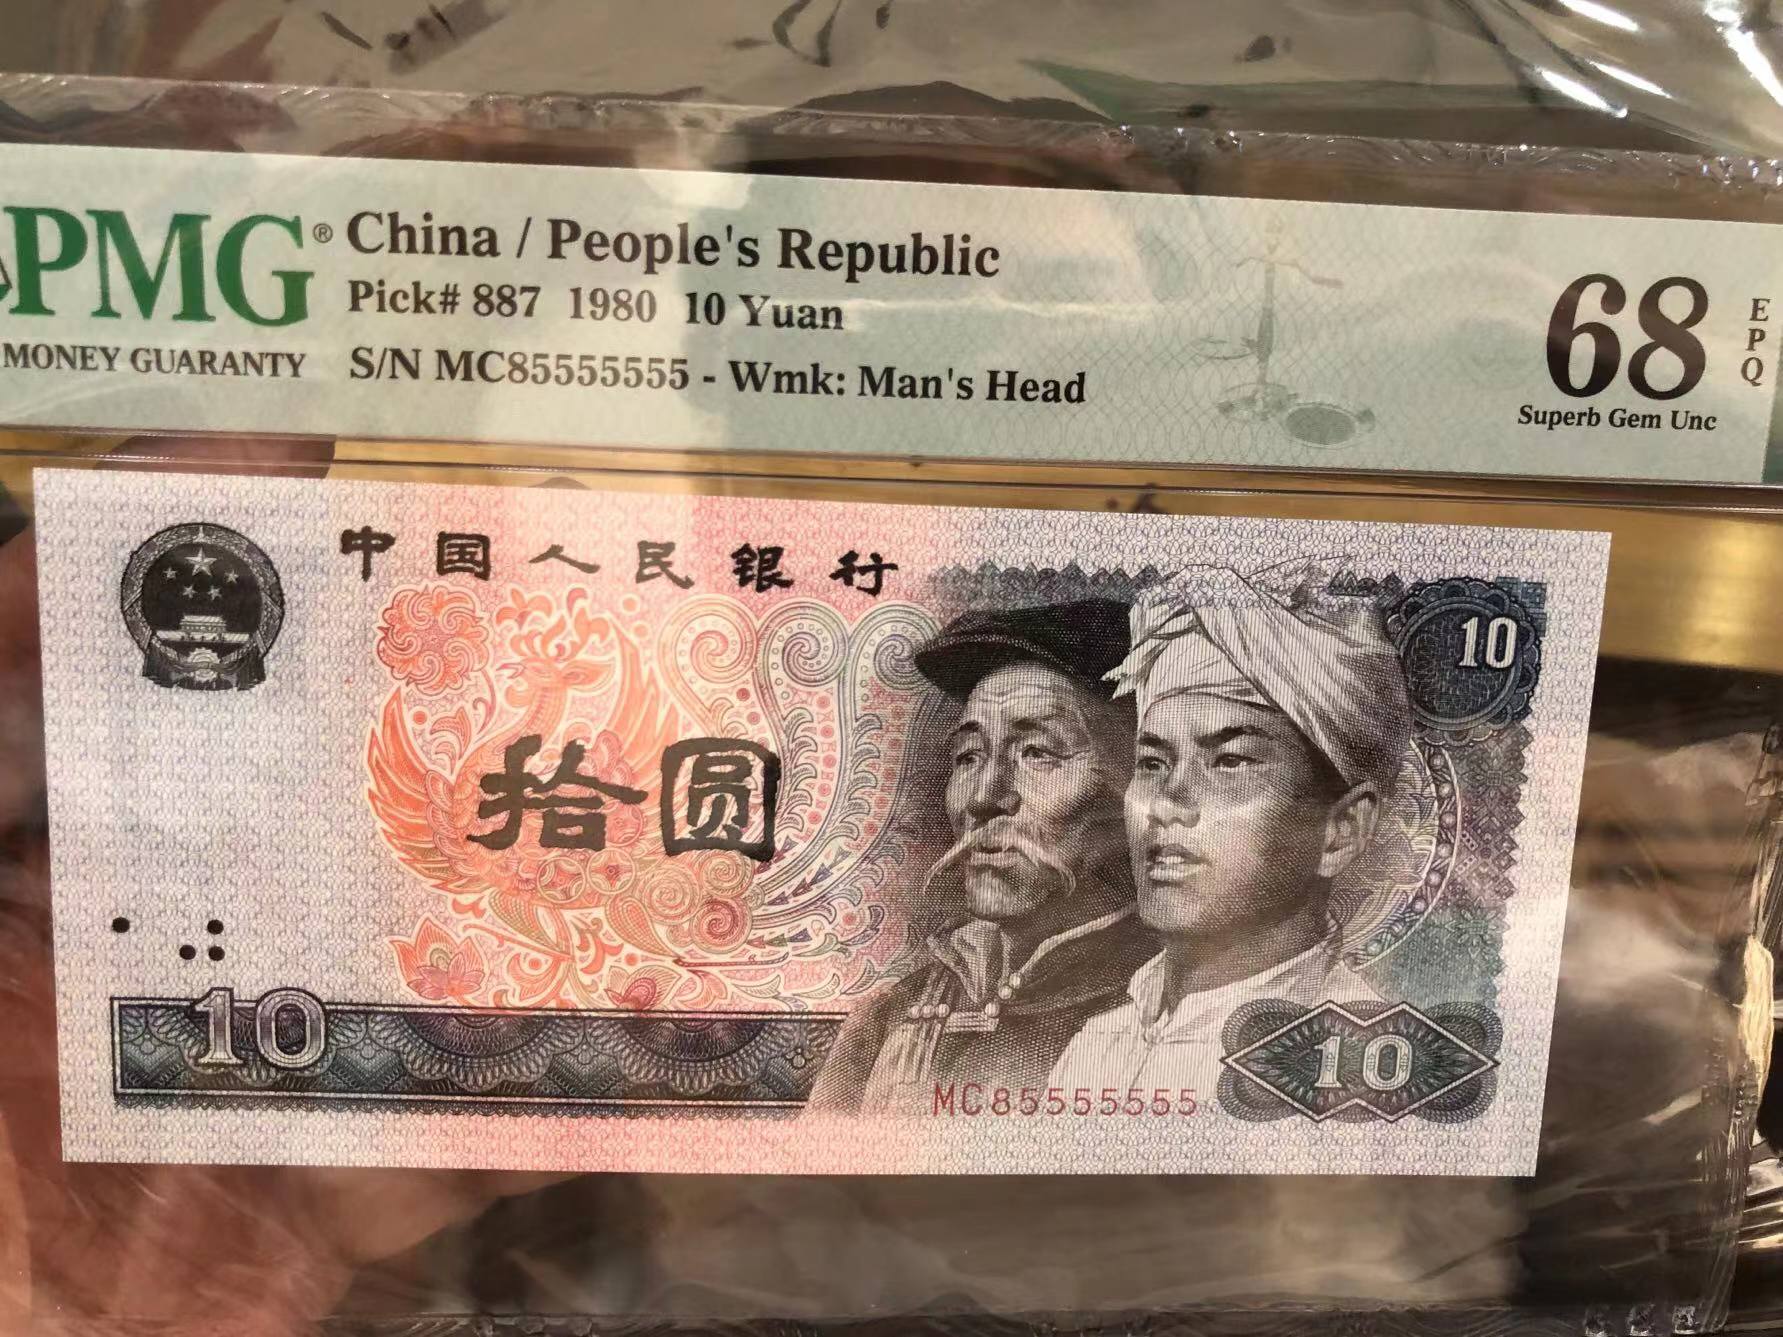 PMG® China / People's Republic
Pick# 887 1980 10 Yuan
MONEY GUARANTY S/N MC85555555 - Wmk: Man's Head
68 EPQ
Superb Gem Unc
中国人民银行
10
拾圆
10
10
MC85555555